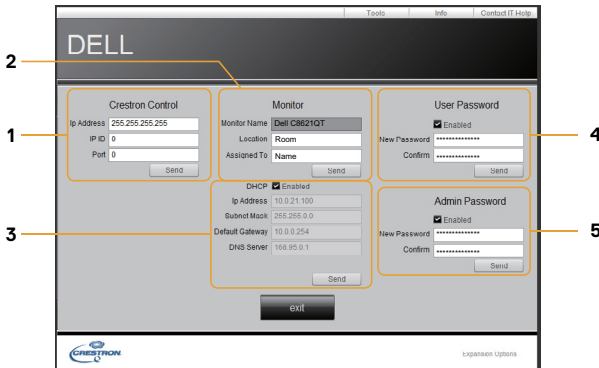 Tools Info Contact IT Help
DELL
2
Crestron Control
Ip Address 255.255.255.255
IP ID 0
Port 0
Send
1
Monitor
Monitor Name Dell C8621QT
Location Room
Assigned To Name
Send
User Password
Enabled
New Password **************
Confirm **************
Send
4
DHCP Enabled
Ip Address 10.0.21.100
Subnet Mask 255.255.0.0
Default Gateway 10.0.0.254
DNS Server 168.95.0.1
Send
3
Admin Password
Enabled
New Password **************
Confirm **************
Send
5
exit
CRESTRON
Expansion Options